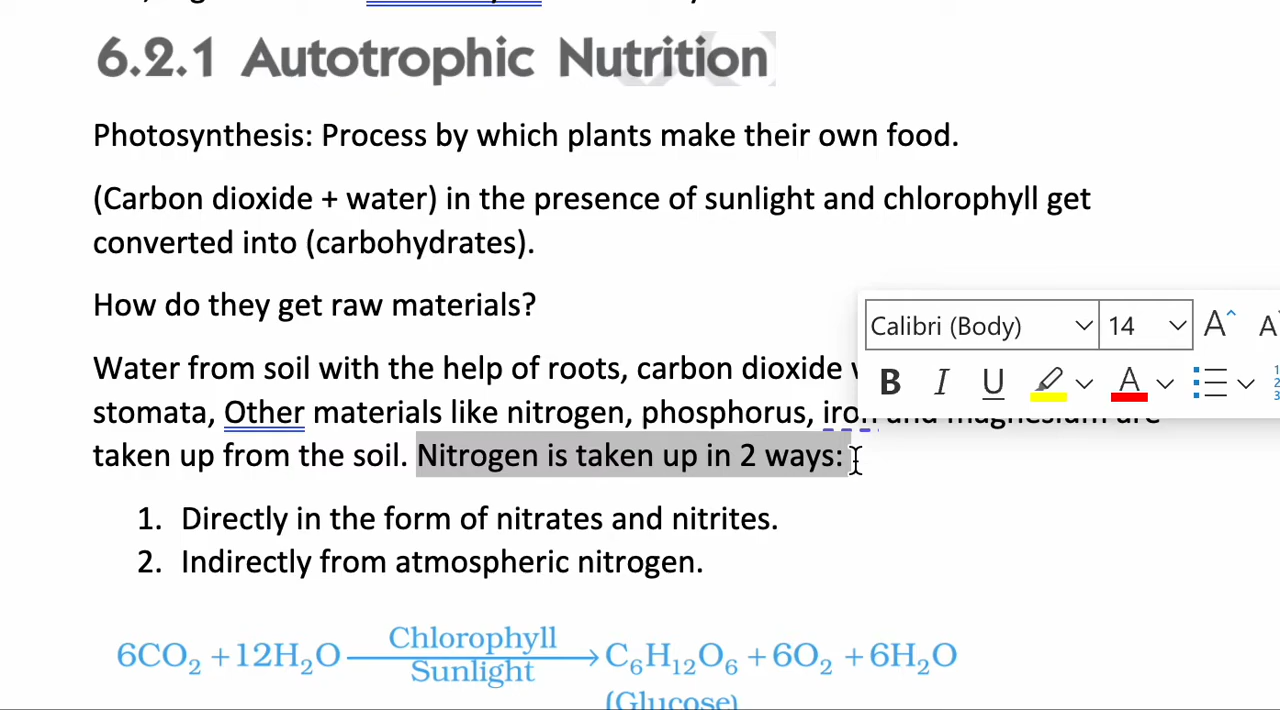 6.2.1 Autotrophic Nutrition
Photosynthesis: Process by which plants make their own food.
(Carbon dioxide + water) in the presence of sunlight and chlorophyll get
converted into (carbohydrates).
How do they get raw materials?
Calibri (Body) 14 A A
Water from soil with the help of roots, carbon dioxide
B I U A
stomata, Other materials like nitrogen, phosphorus, iron and magnesium are
taken up from the soil. Nitrogen is taken up in 2 ways:
1. Directly in the form of nitrates and nitrites.
2. Indirectly from atmospheric nitrogen.
Chlorophyll
6CO₂ + 12H₂O → C₆H₁₂O₆ + 6O₂ + 6H₂O
Sunlight
(Glucose)